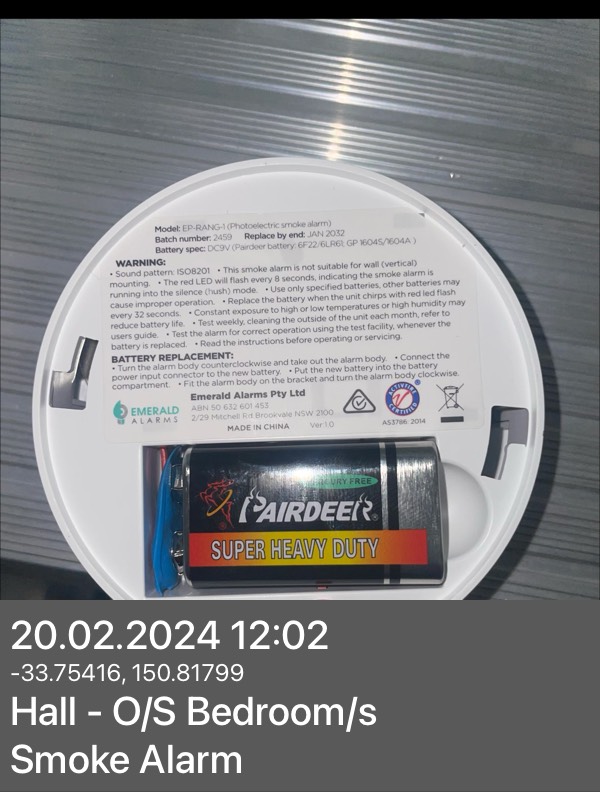 Model: EP-RANG-1 (Photoelectric smoke alarm)
Batch number: 2459 Replace by end: JAN 2032
Battery spec: DC9V (Pairdeer battery: 6F22/6LR61; GP 1604S/1604A )
WARNING:
• Sound pattern: ISO8201 • This smoke alarm is not suitable for wall (vertical)
mounting. • The red LED will flash every 8 seconds, indicating the smoke alarm is
running into the silence (hush) mode. • Use only specified batteries, other batteries may
cause improper operation. • Replace the battery when the unit chirps with red led flash
every 32 seconds. • Constant exposure to high or low temperatures or high humidity may
reduce battery life. • Test weekly, cleaning the outside of the unit each month, refer to
users guide. • Test the alarm for correct operation using the test facility, whenever the
battery is replaced. • Read the instructions before operating or servicing.
BATTERY REPLACEMENT:
• Turn the alarm body counterclockwise and take out the alarm body. • Connect the
power input connector to the new battery. • Put the new battery into the battery
compartment. • Fit the alarm body on the bracket and turn the alarm body clockwise.
EMERALD
ALARMS
Emerald Alarms Pty Ltd
ABN 50 632 601 453
2/29 Mitchell Rd Brookvale NSW 2100
MADE IN CHINA Ver 1.0
ACTIVFIRE
CERTIFIED
AS3786: 2014
MERCURY FREE
PAIRDEER
SUPER HEAVY DUTY
20.02.2024 12:02
-33.75416, 150.81799
Hall - O/S Bedroom/s
Smoke Alarm